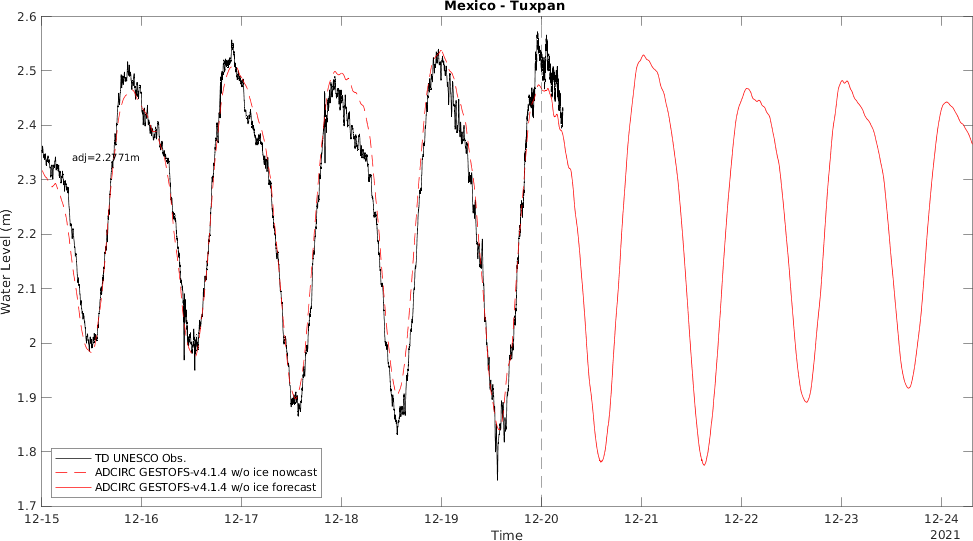 Mexico - Tuxpan
2.6
2.5
2.4
2.3
2.2
2.1
2
1.9
1.8
1.7
Water Level (m)
adj=2.2771m
TD UNESCO Obs.
ADCIRC GESTOFS-v4.1.4 w/o ice nowcast
ADCIRC GESTOFS-v4.1.4 w/o ice forecast
12-15 12-16 12-17 12-18 12-19 12-20 12-21 12-22 12-23 12-24
Time
2021